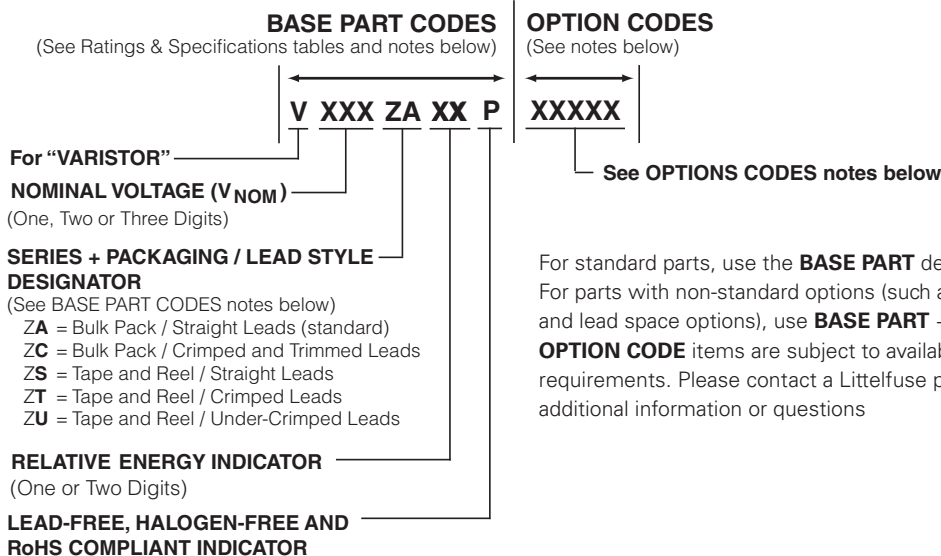 BASE PART CODES
(See Ratings & Specifications tables and notes below)
OPTION CODES
(See notes below)
V XXX ZA XX P XXXXX
For “VARISTOR”
See OPTIONS CODES notes below
NOMINAL VOLTAGE (VNOM)
(One, Two or Three Digits)
SERIES + PACKAGING / LEAD STYLE
DESIGNATOR
(See BASE PART CODES notes below)
ZA = Bulk Pack / Straight Leads (standard)
ZC = Bulk Pack / Crimped and Trimmed Leads
ZS = Tape and Reel / Straight Leads
ZT = Tape and Reel / Crimped Leads
ZU = Tape and Reel / Under-Crimped Leads
RELATIVE ENERGY INDICATOR
(One or Two Digits)
LEAD-FREE, HALOGEN-FREE AND
RoHS COMPLIANT INDICATOR
For standard parts, use the BASE PART
For parts with non-standard options (such
and lead space options), use BASE PART
OPTION CODE items are subject to
requirements. Please contact a Littelfuse
additional information or questions